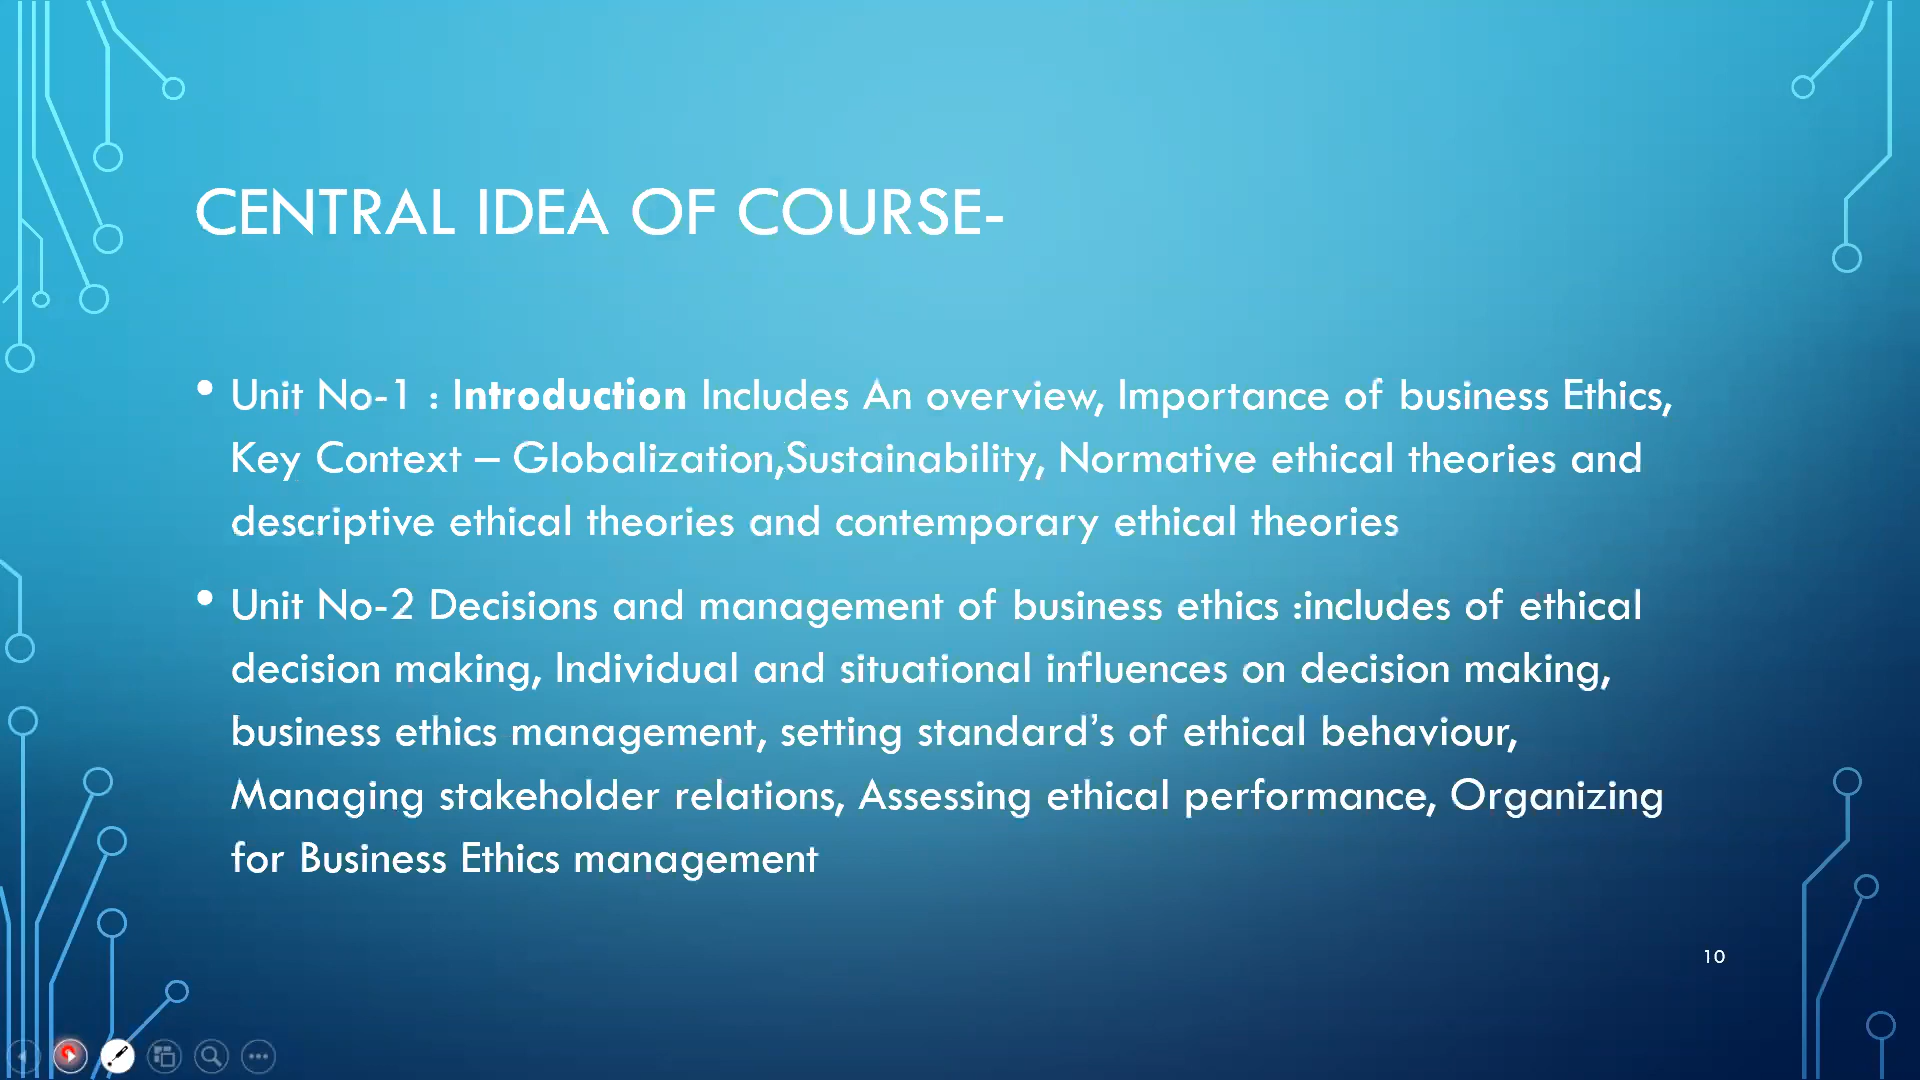 CENTRAL IDEA OF COURSE-
• Unit No-1 : Introduction Includes An overview, Importance of business Ethics,
Key Context – Globalization,Sustainability, Normative ethical theories and
descriptive ethical theories and contemporary ethical theories
• Unit No-2 Decisions and management of business ethics :includes of ethical
decision making, Individual and situational influences on decision making,
business ethics management, setting standard’s of ethical behaviour,
Managing stakeholder relations, Assessing ethical performance, Organizing
for Business Ethics management
10